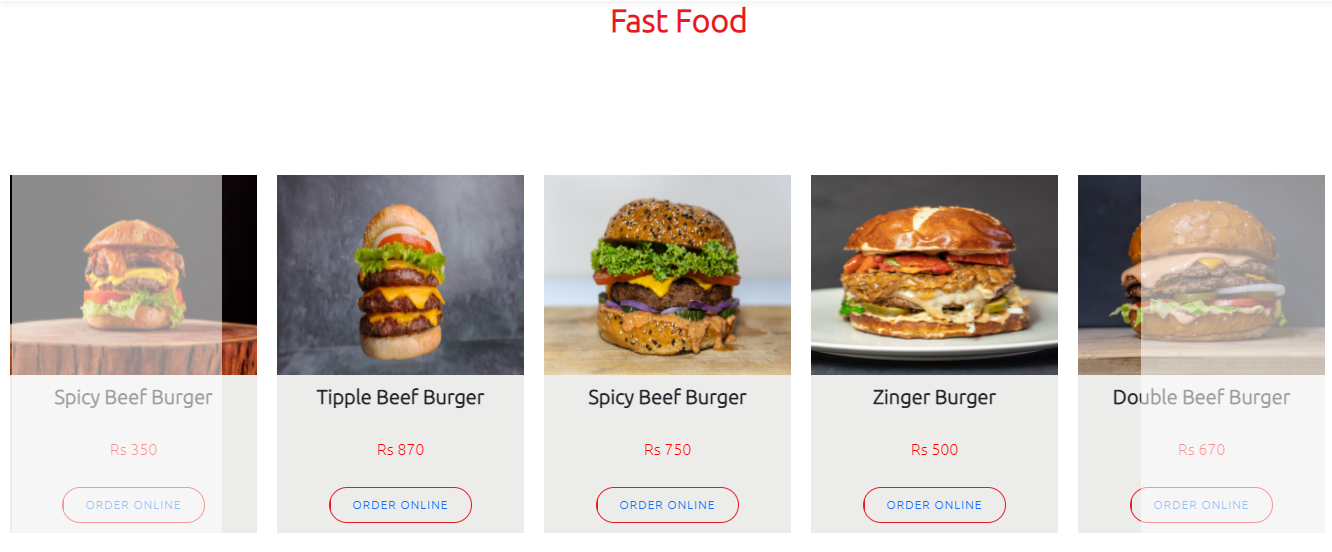 Fast Food
Spicy Beef Burger
Rs 350
ORDER ONLINE
Tipple Beef Burger
Rs 870
ORDER ONLINE
Spicy Beef Burger
Rs 750
ORDER ONLINE
Zinger Burger
Rs 500
ORDER ONLINE
Double Beef Burger
Rs 670
ORDER ONLINE